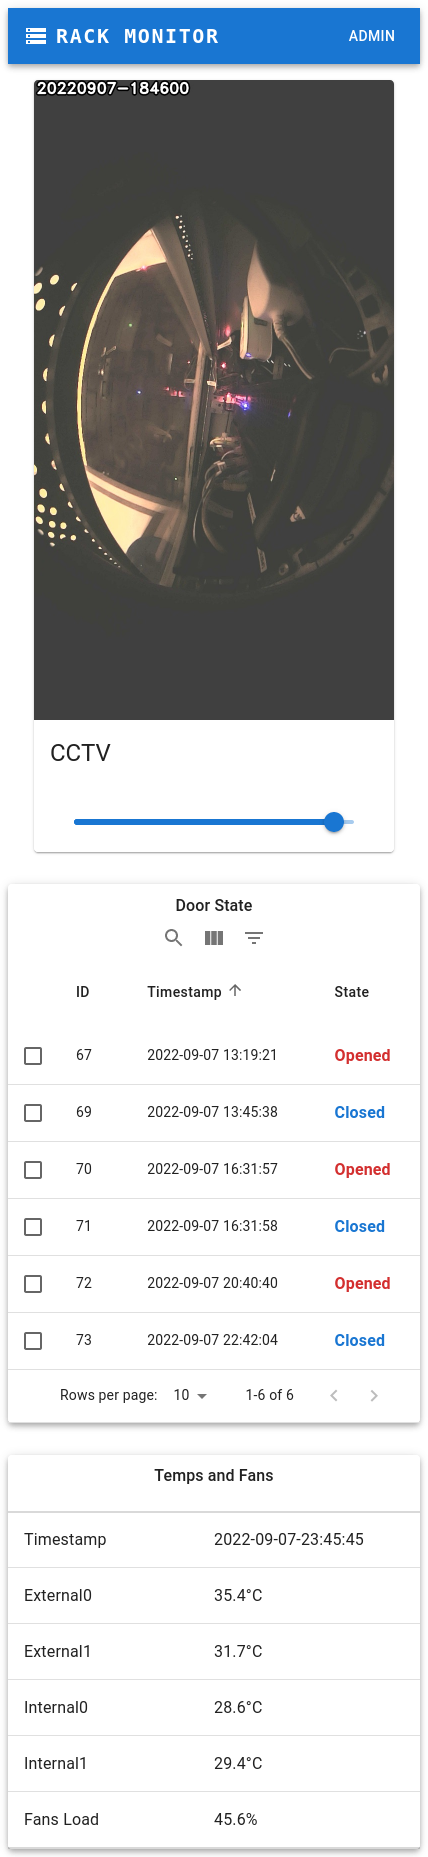 RACK MONITOR ADMIN
20220907-184600
CCTV
Door State
ID Timestamp State
67 2022-09-07 13:19:21 Opened
69 2022-09-07 13:45:38 Closed
70 2022-09-07 16:31:57 Opened
71 2022-09-07 16:31:58 Closed
72 2022-09-07 20:40:40 Opened
73 2022-09-07 22:42:04 Closed
Rows per page: 10 1-6 of 6
Temps and Fans
Timestamp 2022-09-07-23:45:45
External0 35.4°C
External1 31.7°C
Internal0 28.6°C
Internal1 29.4°C
Fans Load 45.6%